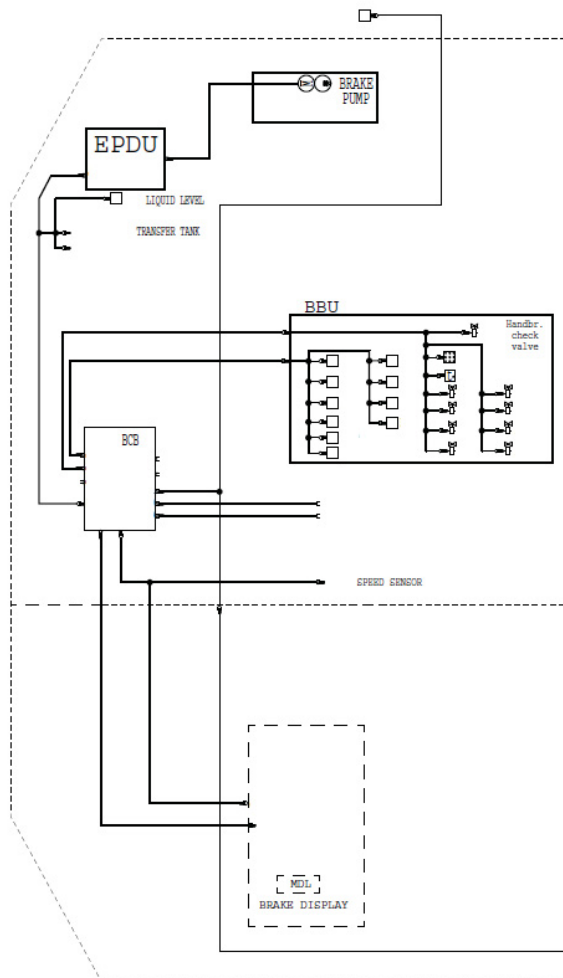 BRAKE
PUMP
EPDU
LIQUID LEVEL
TRANSFER TANK
BBU
Handbr.
check
valve
BCB
SPEED SENSOR
MDL
BRAKE DISPLAY